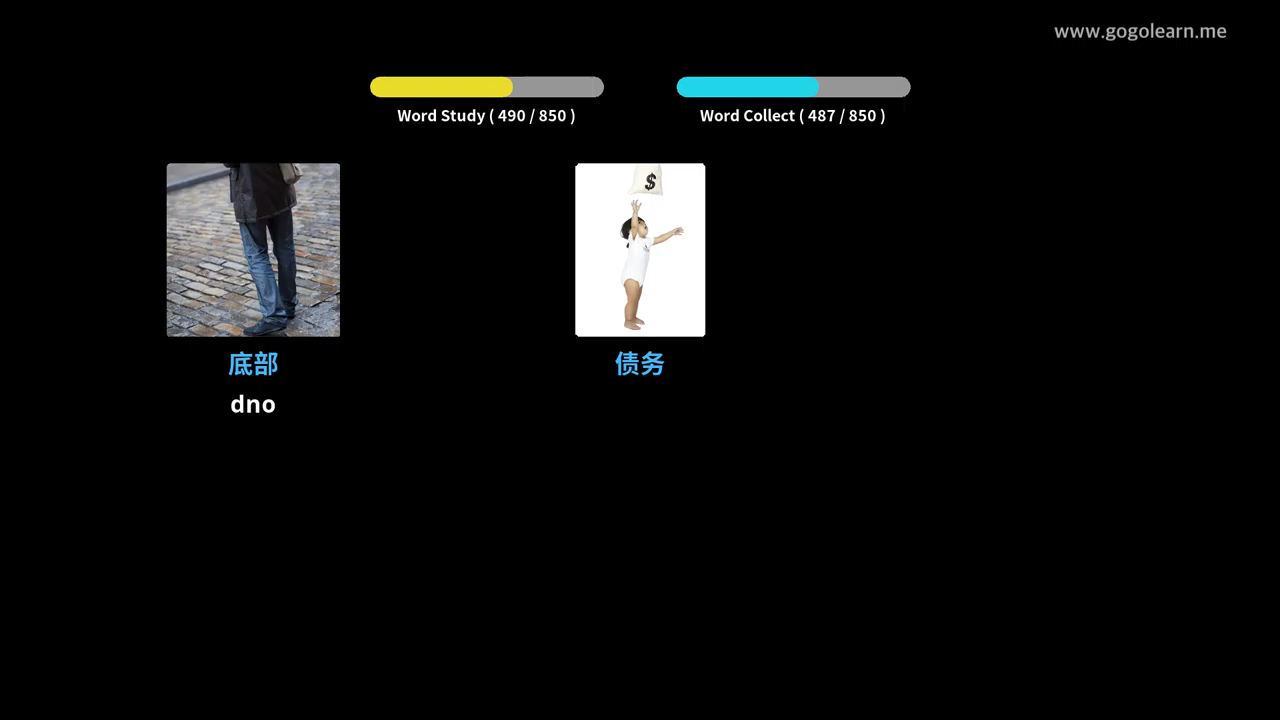 www.gogolearn.me
Word Study ( 490 / 850 )
Word Collect ( 487 / 850 )
$
底部
债务
dno